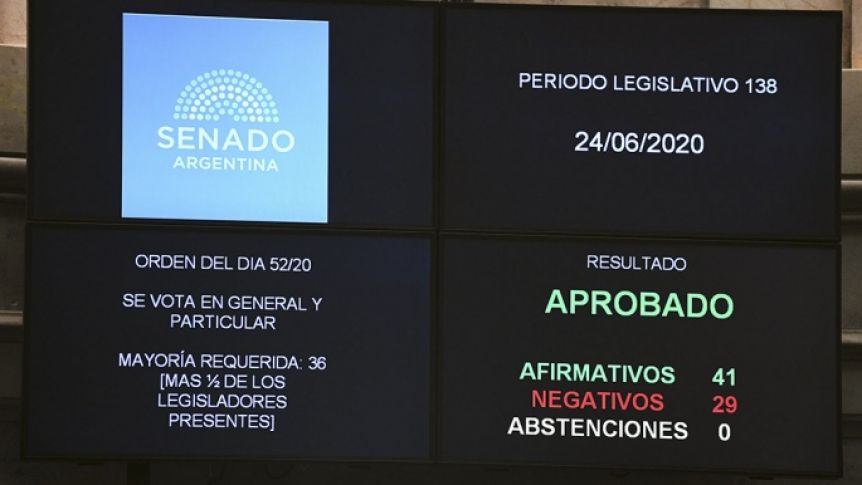 SENADO
ARGENTINA
PERIODO LEGISLATIVO 138
24/06/2020
ORDEN DEL DIA 52/20
SE VOTA EN GENERAL Y
PARTICULAR
MAYORÍA REQUERIDA: 36
[MAS ½ DE LOS
LEGISLADORES
PRESENTES]
RESULTADO
APROBADO
AFIRMATIVOS 41
NEGATIVOS 29
ABSTENCIONES 0